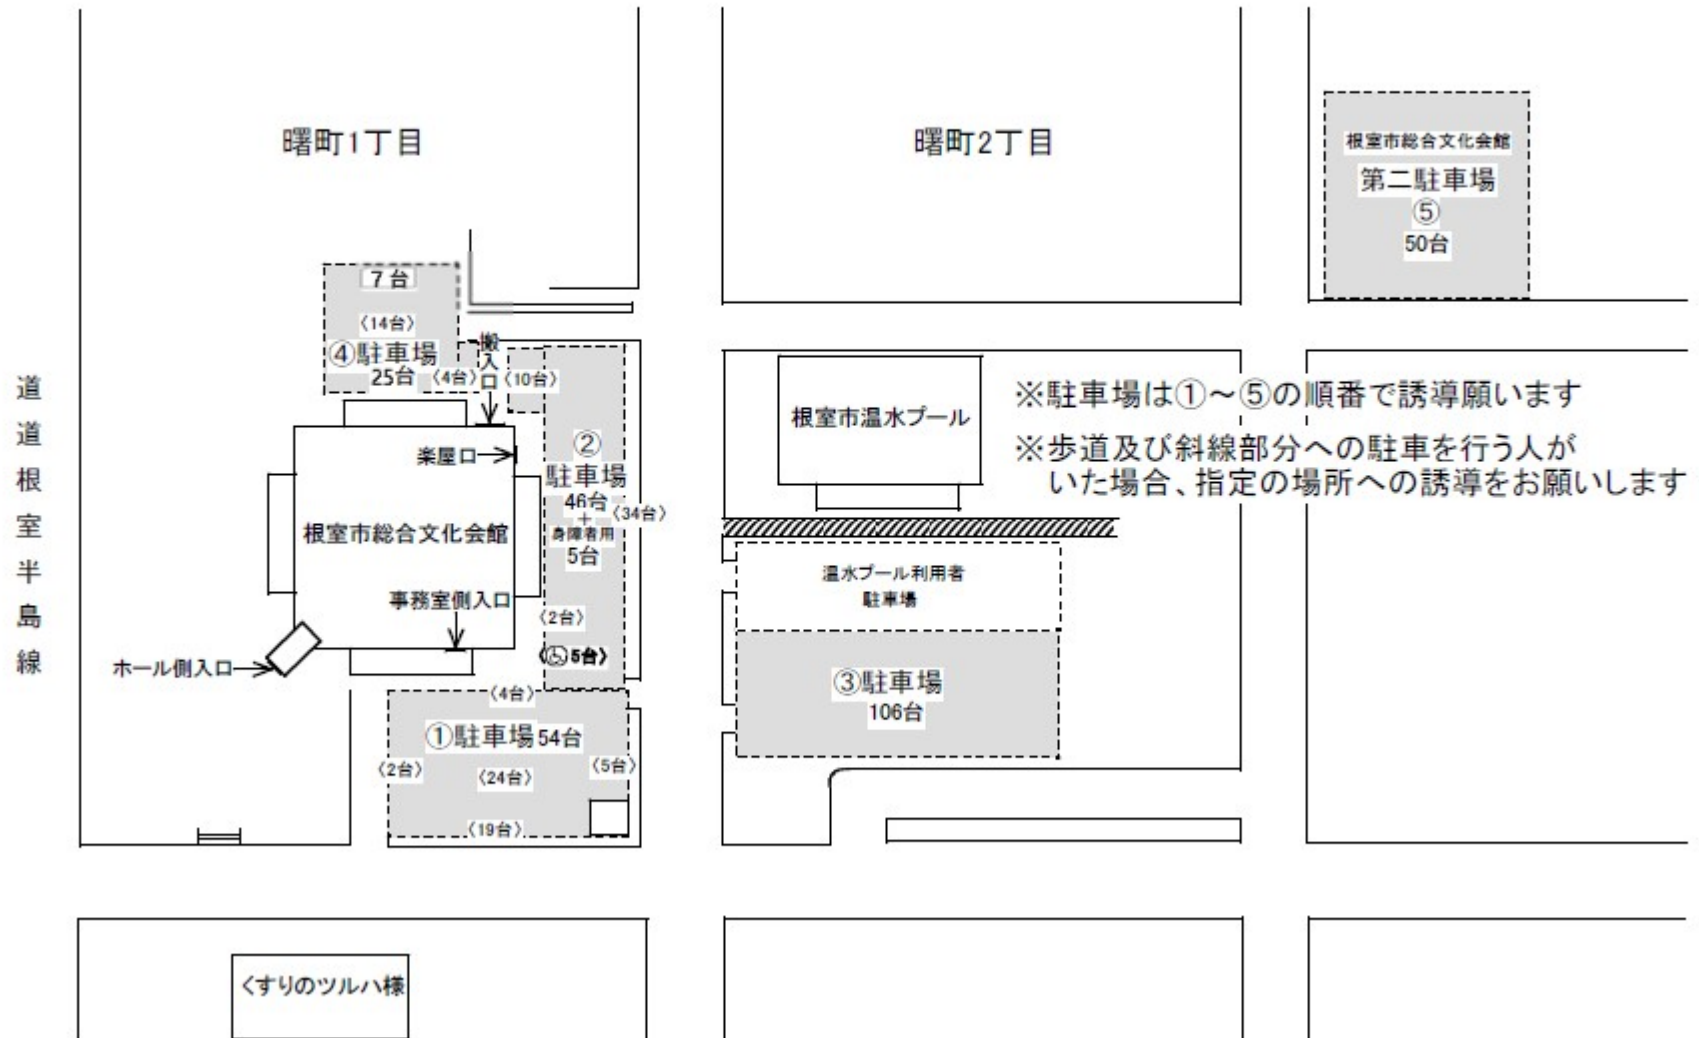 曙町1丁目
曙町2丁目
根室市総合文化会館
第二駐車場
⑤
50台
7台
〈14台〉
④駐車場
25台
〈4台〉
搬入口
〈10台〉
道道根室半島線
②
駐車場
46台
+
身障者用
5台
〈34台〉
〈2台〉
〈♿5台〉
楽屋口
根室市総合文化会館
事務室側入口
ホール側入口
根室市温水プール
※駐車場は①～⑤の順番で誘導願います
※歩道及び斜線部分への駐車を行う人が
いた場合、指定の場所への誘導をお願いします
温水プール利用者
駐車場
③駐車場
106台
〈4台〉
①駐車場54台
〈2台〉
〈24台〉
〈5台〉
〈19台〉
くすりのツルハ様